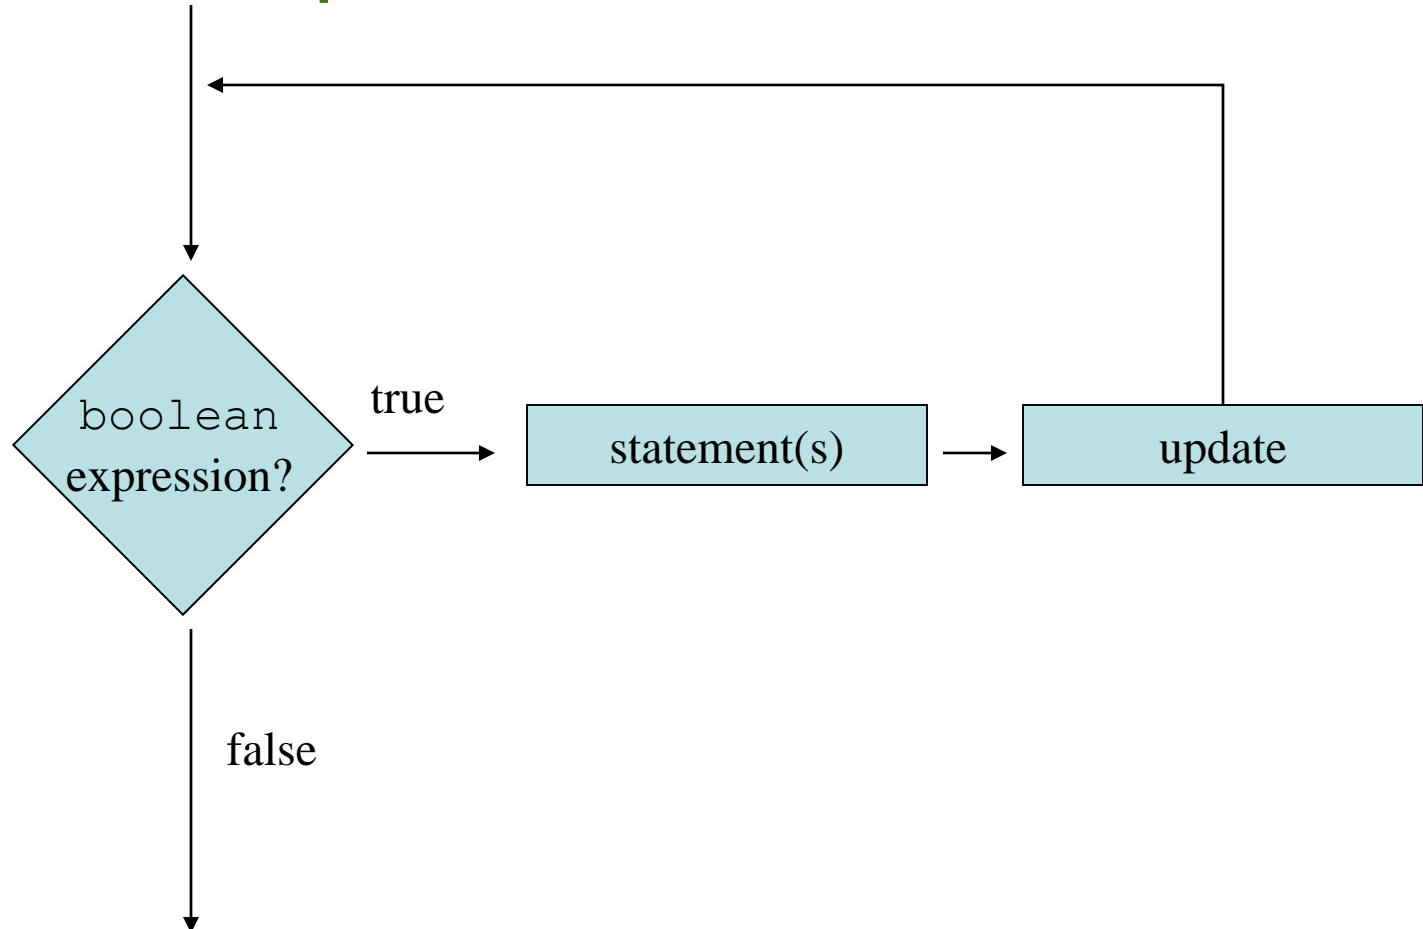 true
boolean
expression?
statement(s)
update
false